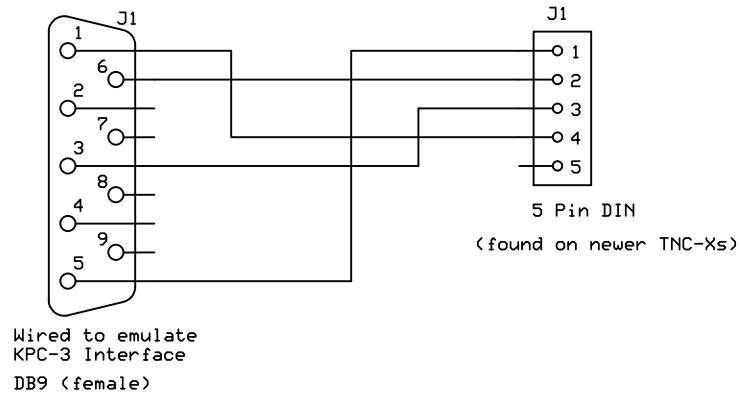 J1
1
6
2
7
3
8
4
9
5
Wired to emulate
KPC-3 Interface
DB9 (female)
J1
1
2
3
4
5
5 Pin DIN
(found on newer TNC-Xs)